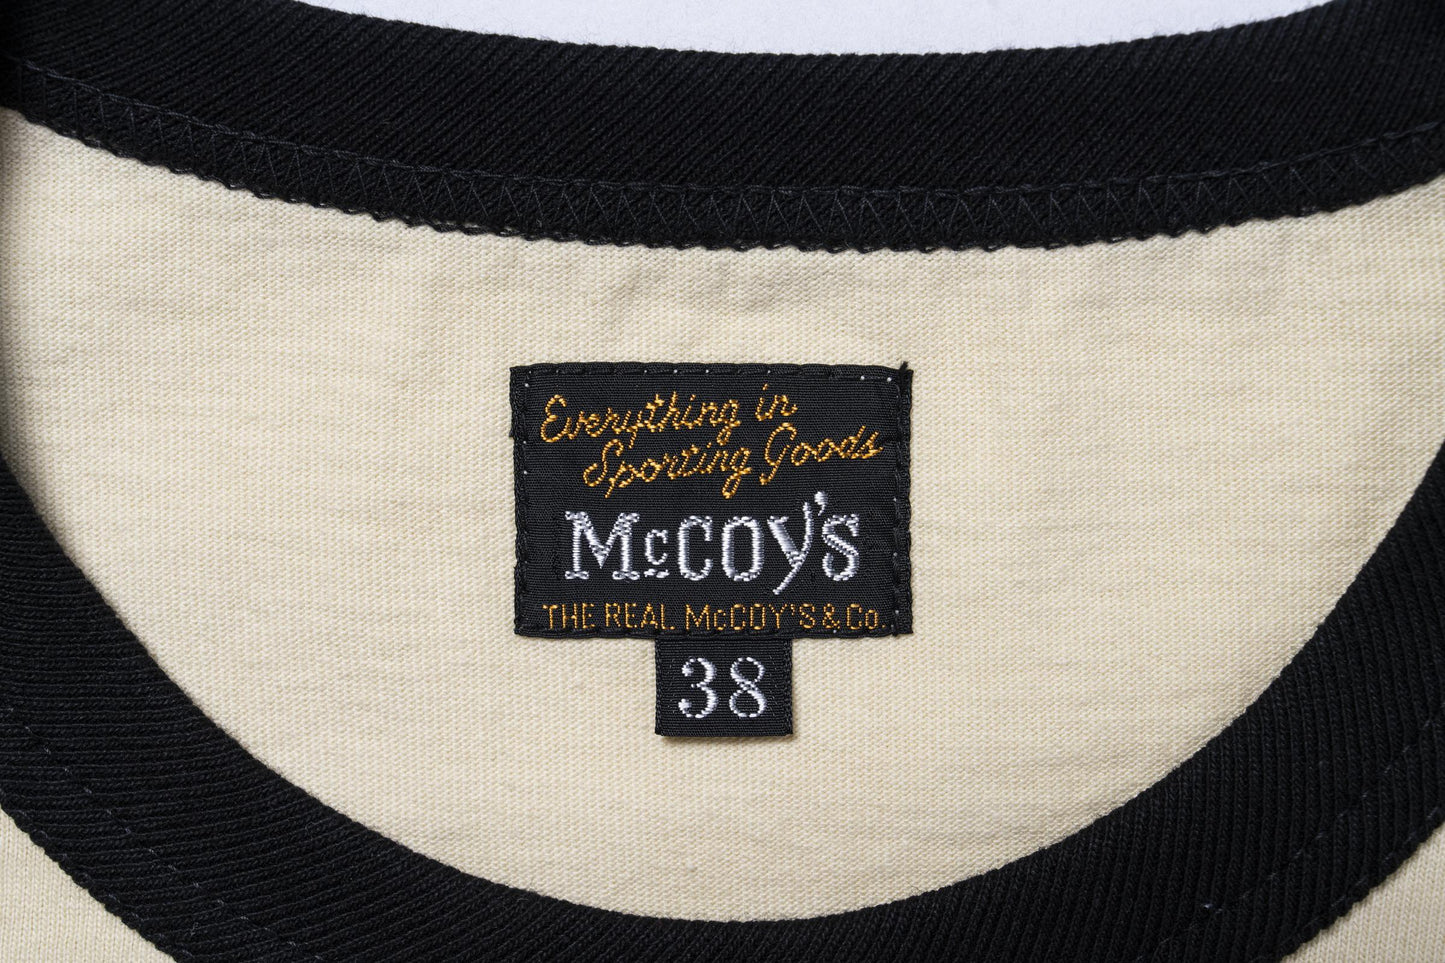 Everything in
Sporting Goods
McCOY'S
THE REAL McCOY'S & Co.
38